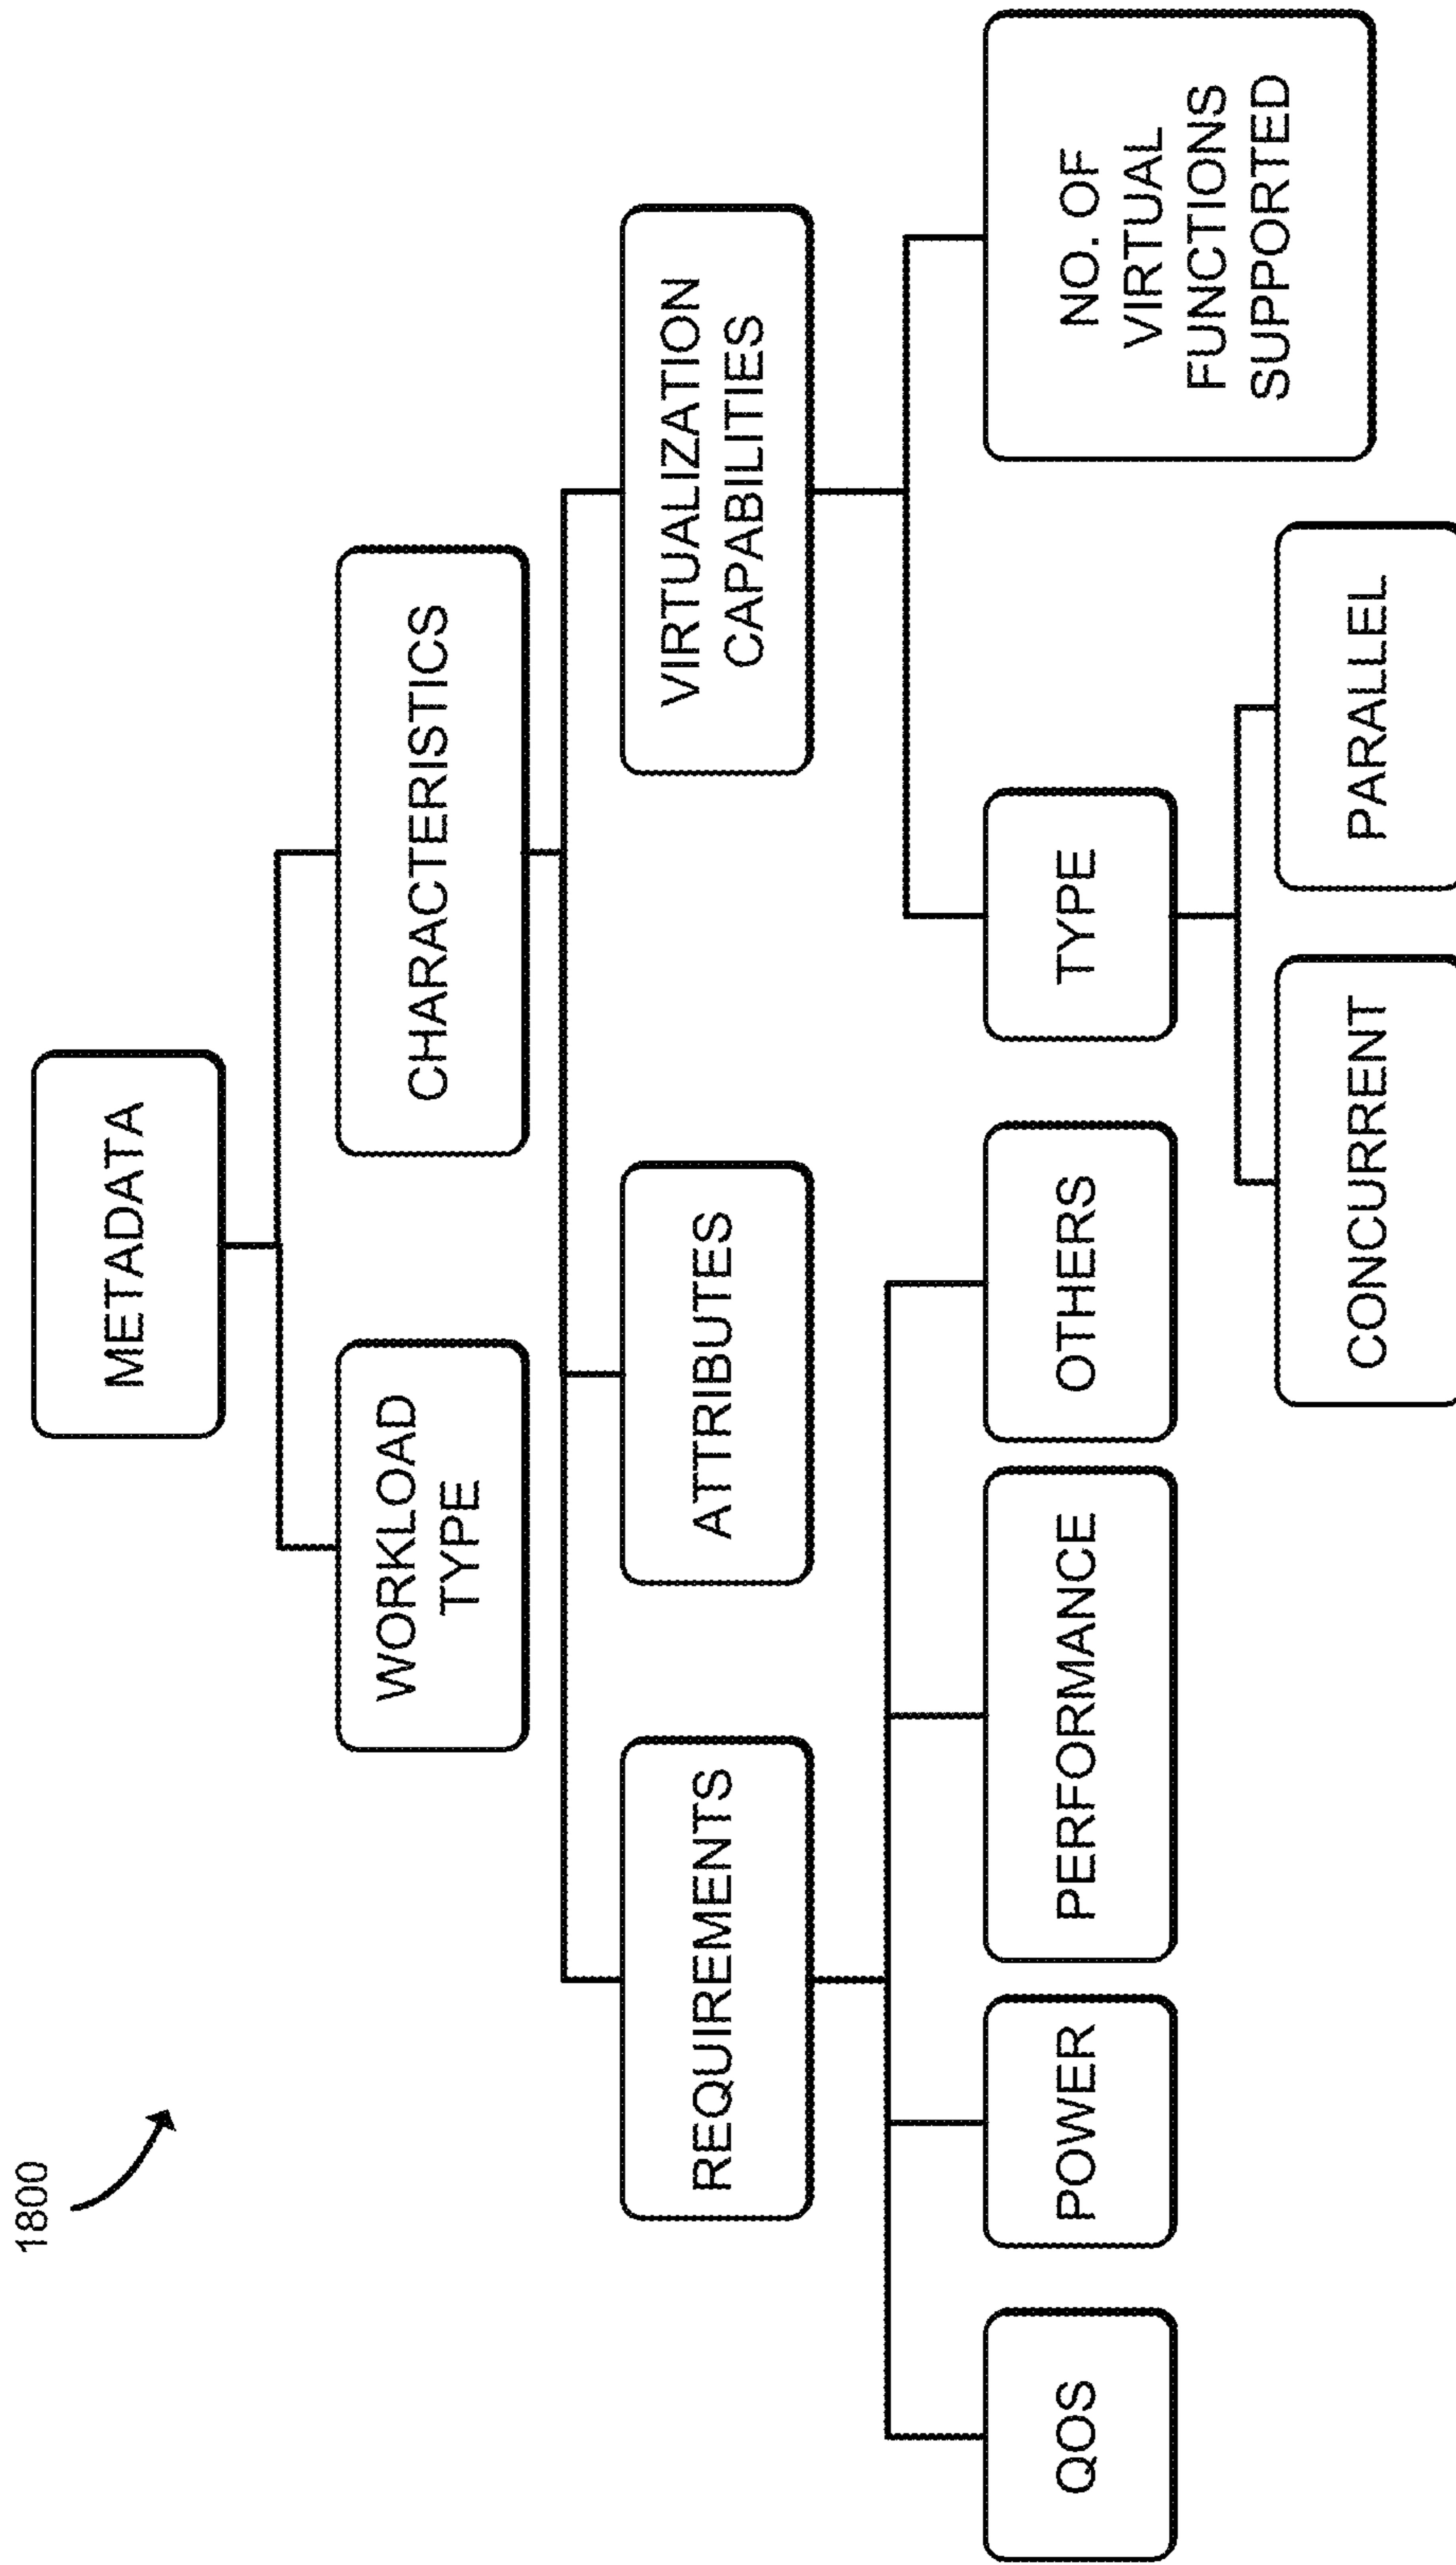 1800
METADATA
WORKLOAD
TYPE
CHARACTERISTICS
REQUIREMENTS
ATTRIBUTES
VIRTUALIZATION
CAPABILITIES
QOS
POWER
PERFORMANCE
OTHERS
TYPE
NO. OF
VIRTUAL
FUNCTIONS
SUPPORTED
CONCURRENT
PARALLEL